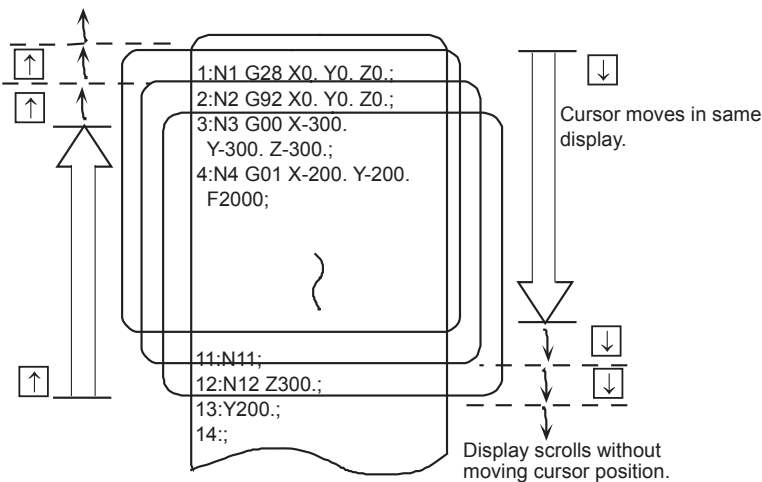 ↑
↑
1:N1 G28 X0. Y0. Z0.;
2:N2 G92 X0. Y0. Z0.;
3:N3 G00 X-300.
Y-300. Z-300.;
4:N4 G01 X-200. Y-200.
F2000;
11:N11;
12:N12 Z300.;
13:Y200.;
14:;
↑
↓
Cursor moves in same
display.
↓
↓
Display scrolls without
moving cursor position.